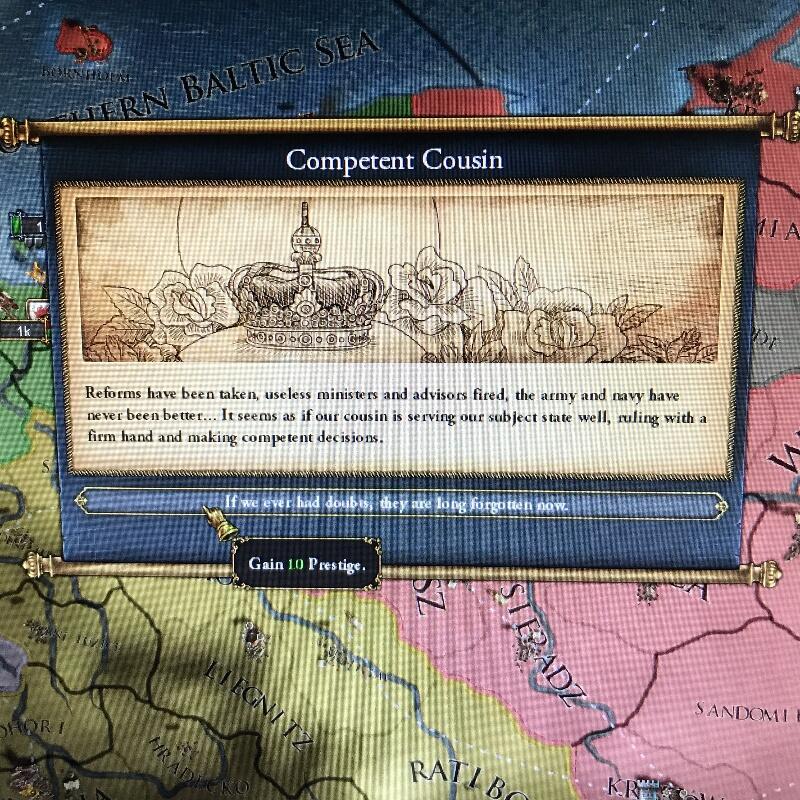 BORNHOLM
THERN BALTIC SEA
Competent Cousin
1
1k
Reforms have been taken, useless ministers and advisors fired, the army and navy have
never been better... It seems as if our cousin is serving our subject state well, ruling with a
firm hand and making competent decisions.
If we ever had doubts, they are long forgotten now.
Gain 10 Prestige.
SIERADZ
LIEGNITZ
SANDOMI
HRADECKO
RATIBO
KR